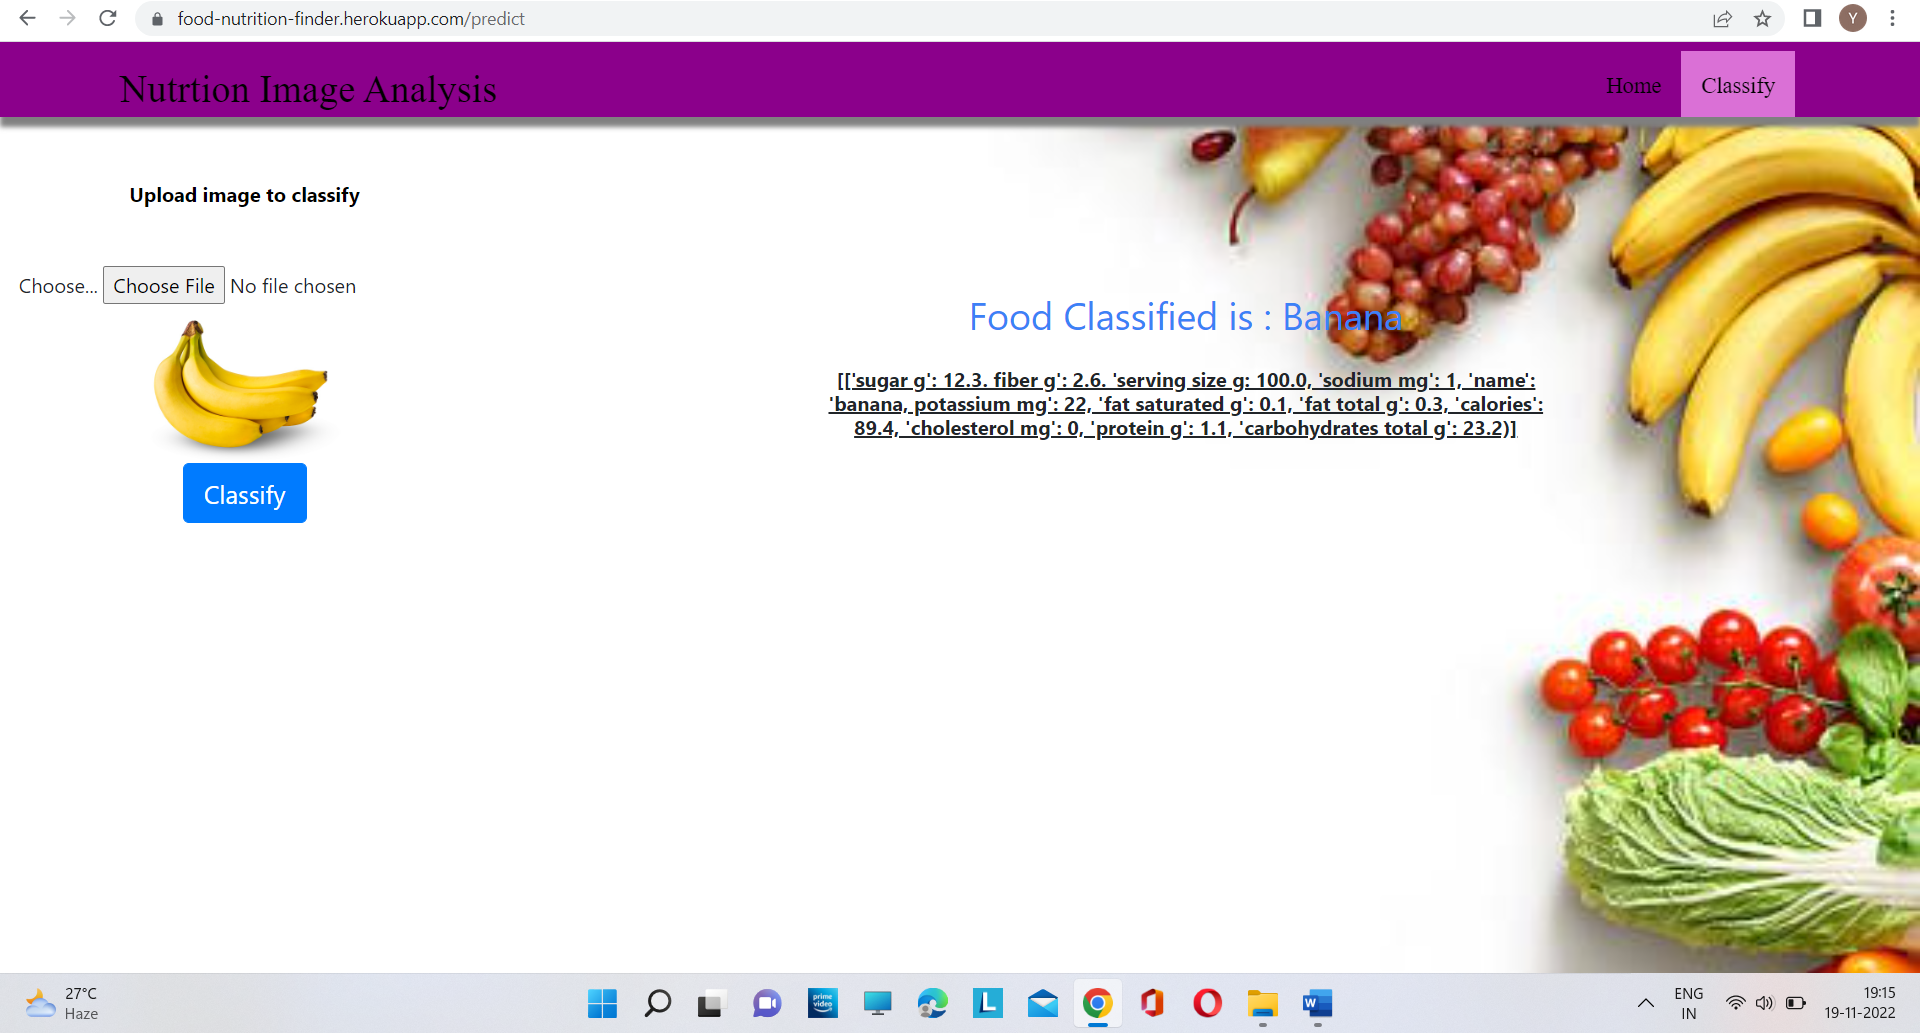 food-nutrition-finder.herokuapp.com/predict
Y
Nutrtion Image Analysis
Home
Classify
Upload image to classify
Choose... Choose File No file chosen
Food Classified is : Banana
[['sugar g': 12.3. fiber g': 2.6. 'serving size g: 100.0, 'sodium mg': 1, 'name':
'banana, potassium mg': 22, 'fat saturated g': 0.1, 'fat total g': 0.3, 'calories':
89.4, 'cholesterol mg': 0, 'protein g': 1.1, 'carbohydrates total g': 23.2)]
Classify
27°C
Haze
prime video
L
W
ENG
IN
19:15
19-11-2022